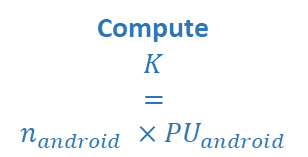 Compute
K
=
n_android × PU_android